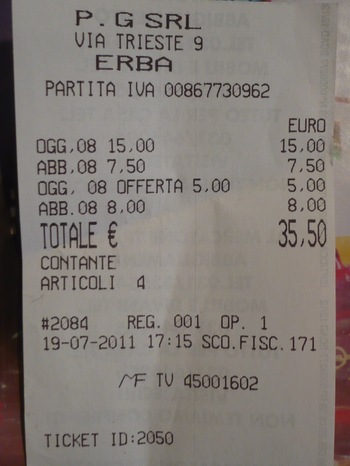 P.G SRL
VIA TRIESTE 9
ERBA
PARTITA IVA 00867730962
EURO
OGG,08 15,00 15,00
ABB.08 7,50 7,50
OGG, 08 OFFERTA 5,00 5,00
ABB.08 8,00 8,00
TOTALE € 35,50
CONTANTE
ARTICOLI 4
#2084 REG. 001 OP. 1
19-07-2011 17:15 SCO.FISC.171
MF TV 45001602
TICKET ID:2050